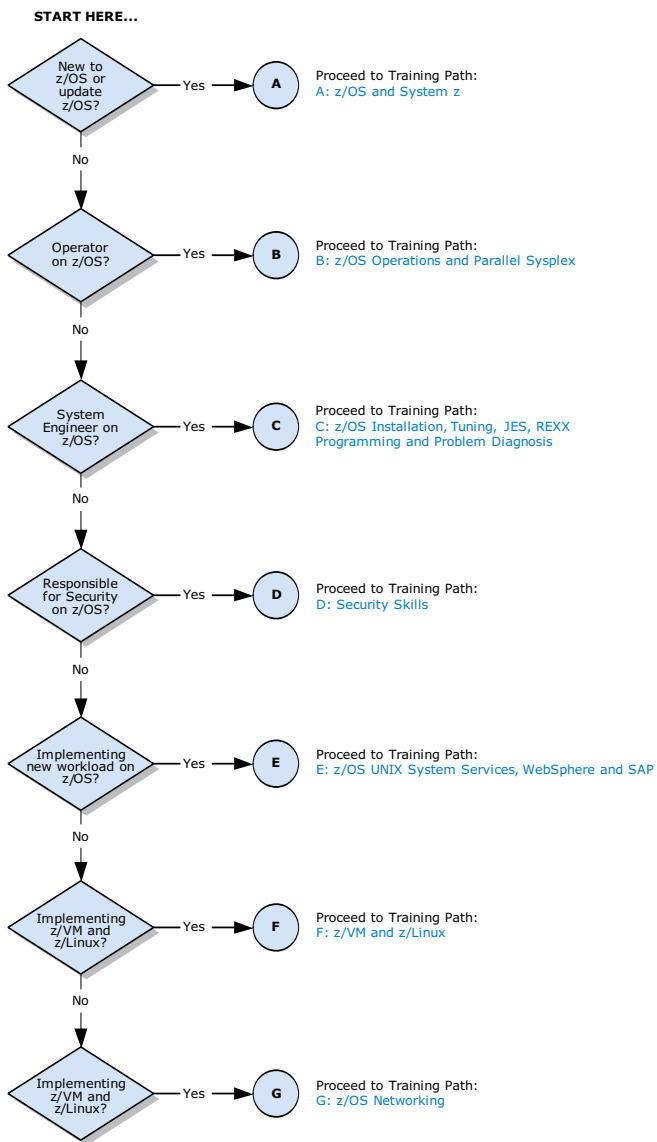 START HERE...
New to
z/OS or
update
z/OS?
Yes
A
Proceed to Training Path:
A: z/OS and System z
No
Operator
on z/OS?
Yes
B
Proceed to Training Path:
B: z/OS Operations and Parallel Sysplex
No
System
Engineer on
z/OS?
Yes
C
Proceed to Training Path:
C: z/OS Installation, Tuning, JES, REXX
Programming and Problem Diagnosis
No
Responsible
for Security
on z/OS?
Yes
D
Proceed to Training Path:
D: Security Skills
No
Implementing
new workload on
z/OS?
Yes
E
Proceed to Training Path:
E: z/OS UNIX System Services, WebSphere and SAP
No
Implementing
z/VM and
z/Linux?
Yes
F
Proceed to Training Path:
F: z/VM and z/Linux
No
Implementing
z/VM and
z/Linux?
Yes
G
Proceed to Training Path:
G: z/OS Networking